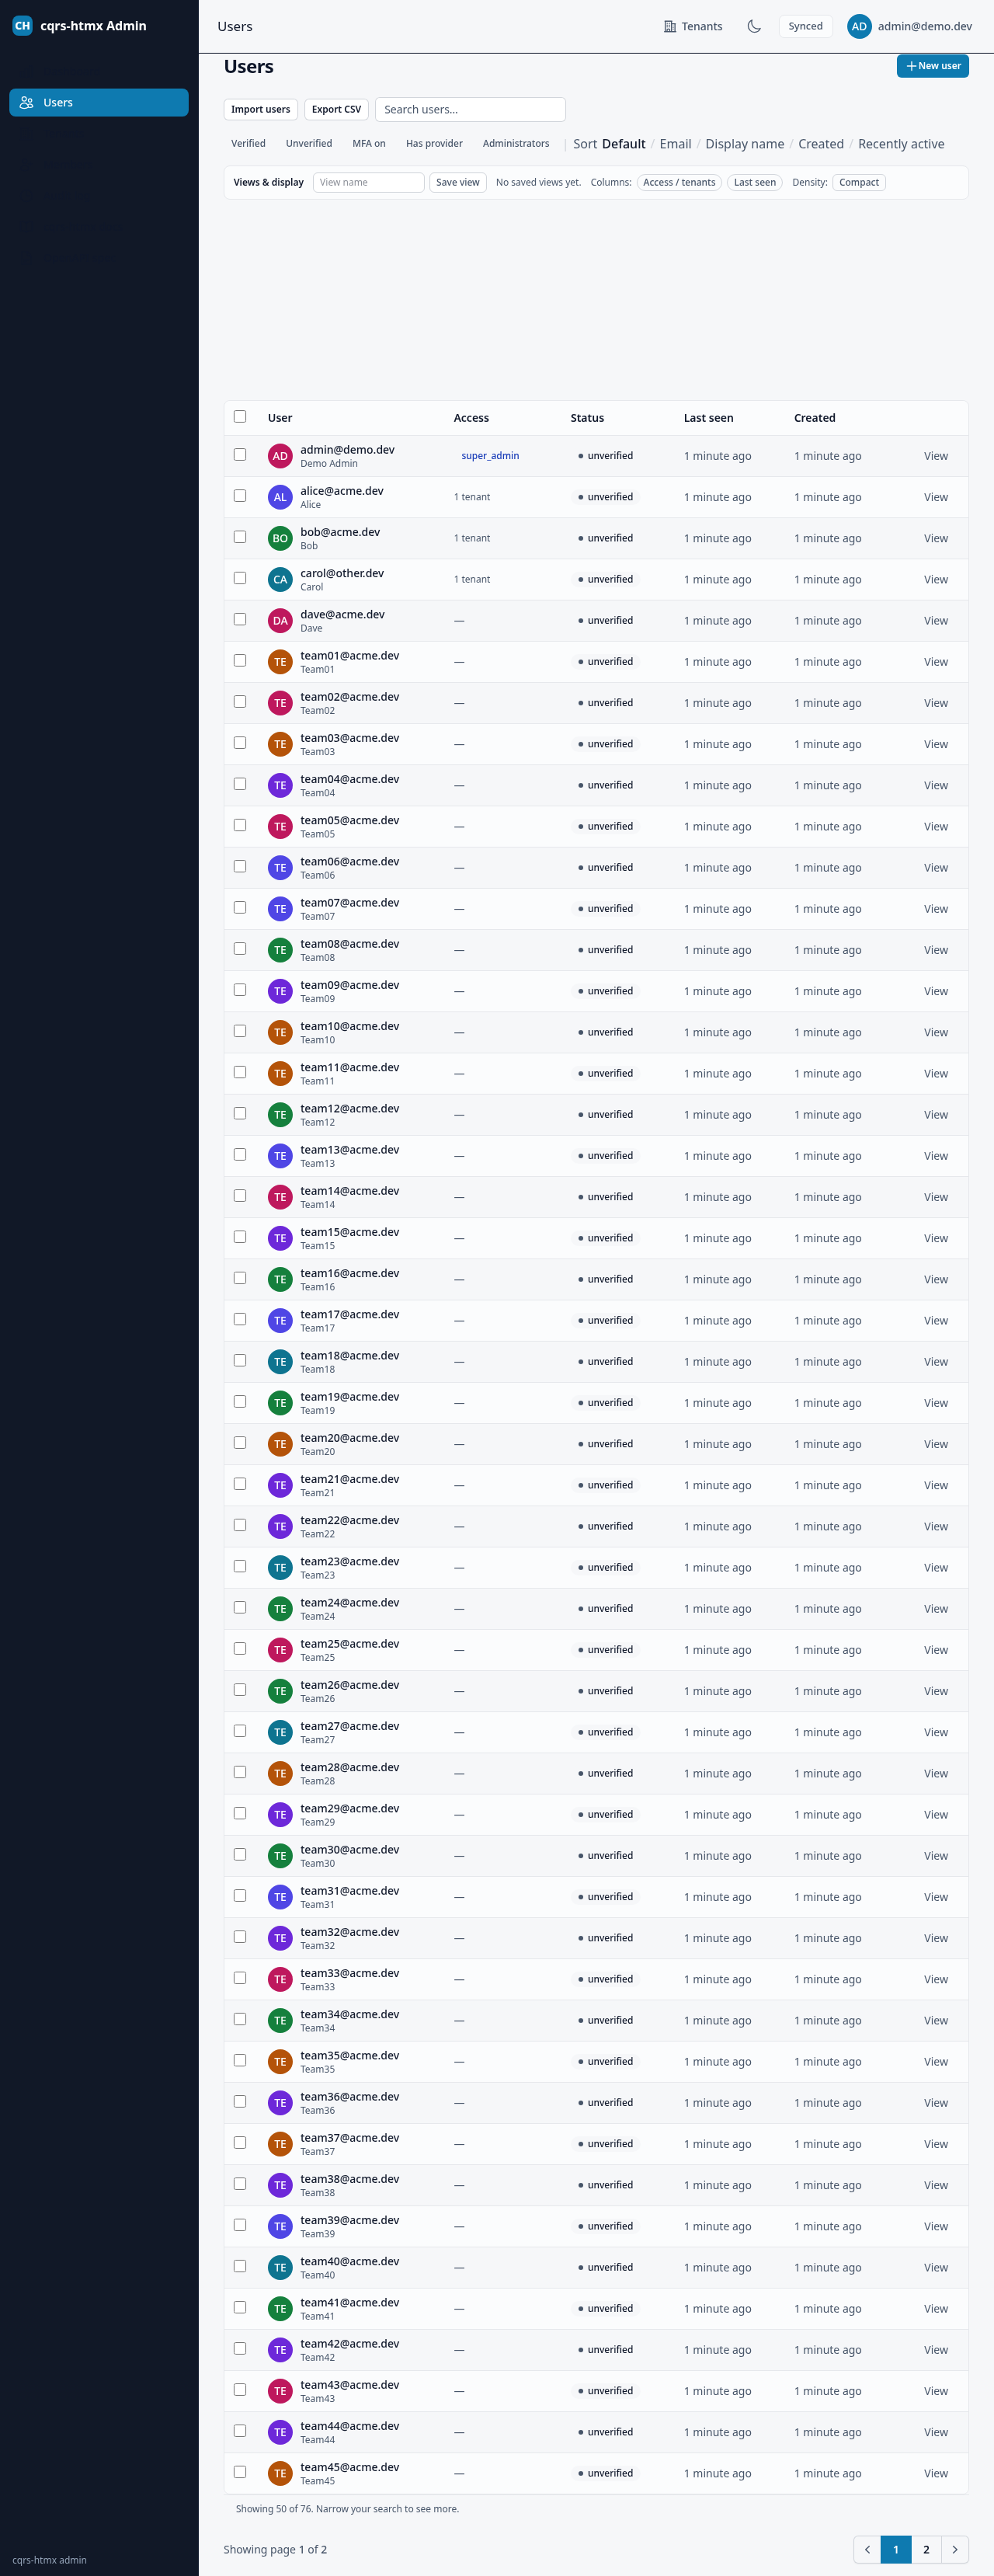 CH cqrs-htmx Admin
Users
Tenants
Synced
AD admin@demo.dev
Users
Users
New user
Import users Export CSV Search users...
Verified Unverified MFA on Has provider Administrators | Sort Default / Email / Display name / Created / Recently active
Views & display View name Save view No saved views yet. Columns: Access / tenants Last seen Density: Compact
User Access Status Last seen Created
AD admin@demo.dev super_admin unverified 1 minute ago 1 minute ago View
Demo Admin
AL alice@acme.dev 1 tenant unverified 1 minute ago 1 minute ago View
Alice
BO bob@acme.dev 1 tenant unverified 1 minute ago 1 minute ago View
Bob
CA carol@other.dev 1 tenant unverified 1 minute ago 1 minute ago View
Carol
DA dave@acme.dev — unverified 1 minute ago 1 minute ago View
Dave
TE team01@acme.dev — unverified 1 minute ago 1 minute ago View
Team01
TE team02@acme.dev — unverified 1 minute ago 1 minute ago View
Team02
TE team03@acme.dev — unverified 1 minute ago 1 minute ago View
Team03
TE team04@acme.dev — unverified 1 minute ago 1 minute ago View
Team04
TE team05@acme.dev — unverified 1 minute ago 1 minute ago View
Team05
TE team06@acme.dev — unverified 1 minute ago 1 minute ago View
Team06
TE team07@acme.dev — unverified 1 minute ago 1 minute ago View
Team07
TE team08@acme.dev — unverified 1 minute ago 1 minute ago View
Team08
TE team09@acme.dev — unverified 1 minute ago 1 minute ago View
Team09
TE team10@acme.dev — unverified 1 minute ago 1 minute ago View
Team10
TE team11@acme.dev — unverified 1 minute ago 1 minute ago View
Team11
TE team12@acme.dev — unverified 1 minute ago 1 minute ago View
Team12
TE team13@acme.dev — unverified 1 minute ago 1 minute ago View
Team13
TE team14@acme.dev — unverified 1 minute ago 1 minute ago View
Team14
TE team15@acme.dev — unverified 1 minute ago 1 minute ago View
Team15
TE team16@acme.dev — unverified 1 minute ago 1 minute ago View
Team16
TE team17@acme.dev — unverified 1 minute ago 1 minute ago View
Team17
TE team18@acme.dev — unverified 1 minute ago 1 minute ago View
Team18
TE team19@acme.dev — unverified 1 minute ago 1 minute ago View
Team19
TE team20@acme.dev — unverified 1 minute ago 1 minute ago View
Team20
TE team21@acme.dev — unverified 1 minute ago 1 minute ago View
Team21
TE team22@acme.dev — unverified 1 minute ago 1 minute ago View
Team22
TE team23@acme.dev — unverified 1 minute ago 1 minute ago View
Team23
TE team24@acme.dev — unverified 1 minute ago 1 minute ago View
Team24
TE team25@acme.dev — unverified 1 minute ago 1 minute ago View
Team25
TE team26@acme.dev — unverified 1 minute ago 1 minute ago View
Team26
TE team27@acme.dev — unverified 1 minute ago 1 minute ago View
Team27
TE team28@acme.dev — unverified 1 minute ago 1 minute ago View
Team28
TE team29@acme.dev — unverified 1 minute ago 1 minute ago View
Team29
TE team30@acme.dev — unverified 1 minute ago 1 minute ago View
Team30
TE team31@acme.dev — unverified 1 minute ago 1 minute ago View
Team31
TE team32@acme.dev — unverified 1 minute ago 1 minute ago View
Team32
TE team33@acme.dev — unverified 1 minute ago 1 minute ago View
Team33
TE team34@acme.dev — unverified 1 minute ago 1 minute ago View
Team34
TE team35@acme.dev — unverified 1 minute ago 1 minute ago View
Team35
TE team36@acme.dev — unverified 1 minute ago 1 minute ago View
Team36
TE team37@acme.dev — unverified 1 minute ago 1 minute ago View
Team37
TE team38@acme.dev — unverified 1 minute ago 1 minute ago View
Team38
TE team39@acme.dev — unverified 1 minute ago 1 minute ago View
Team39
TE team40@acme.dev — unverified 1 minute ago 1 minute ago View
Team40
TE team41@acme.dev — unverified 1 minute ago 1 minute ago View
Team41
TE team42@acme.dev — unverified 1 minute ago 1 minute ago View
Team42
TE team43@acme.dev — unverified 1 minute ago 1 minute ago View
Team43
TE team44@acme.dev — unverified 1 minute ago 1 minute ago View
Team44
TE team45@acme.dev — unverified 1 minute ago 1 minute ago View
Team45
Showing 50 of 76. Narrow your search to see more.
Showing page 1 of 2
1 2
cqrs-htmx admin